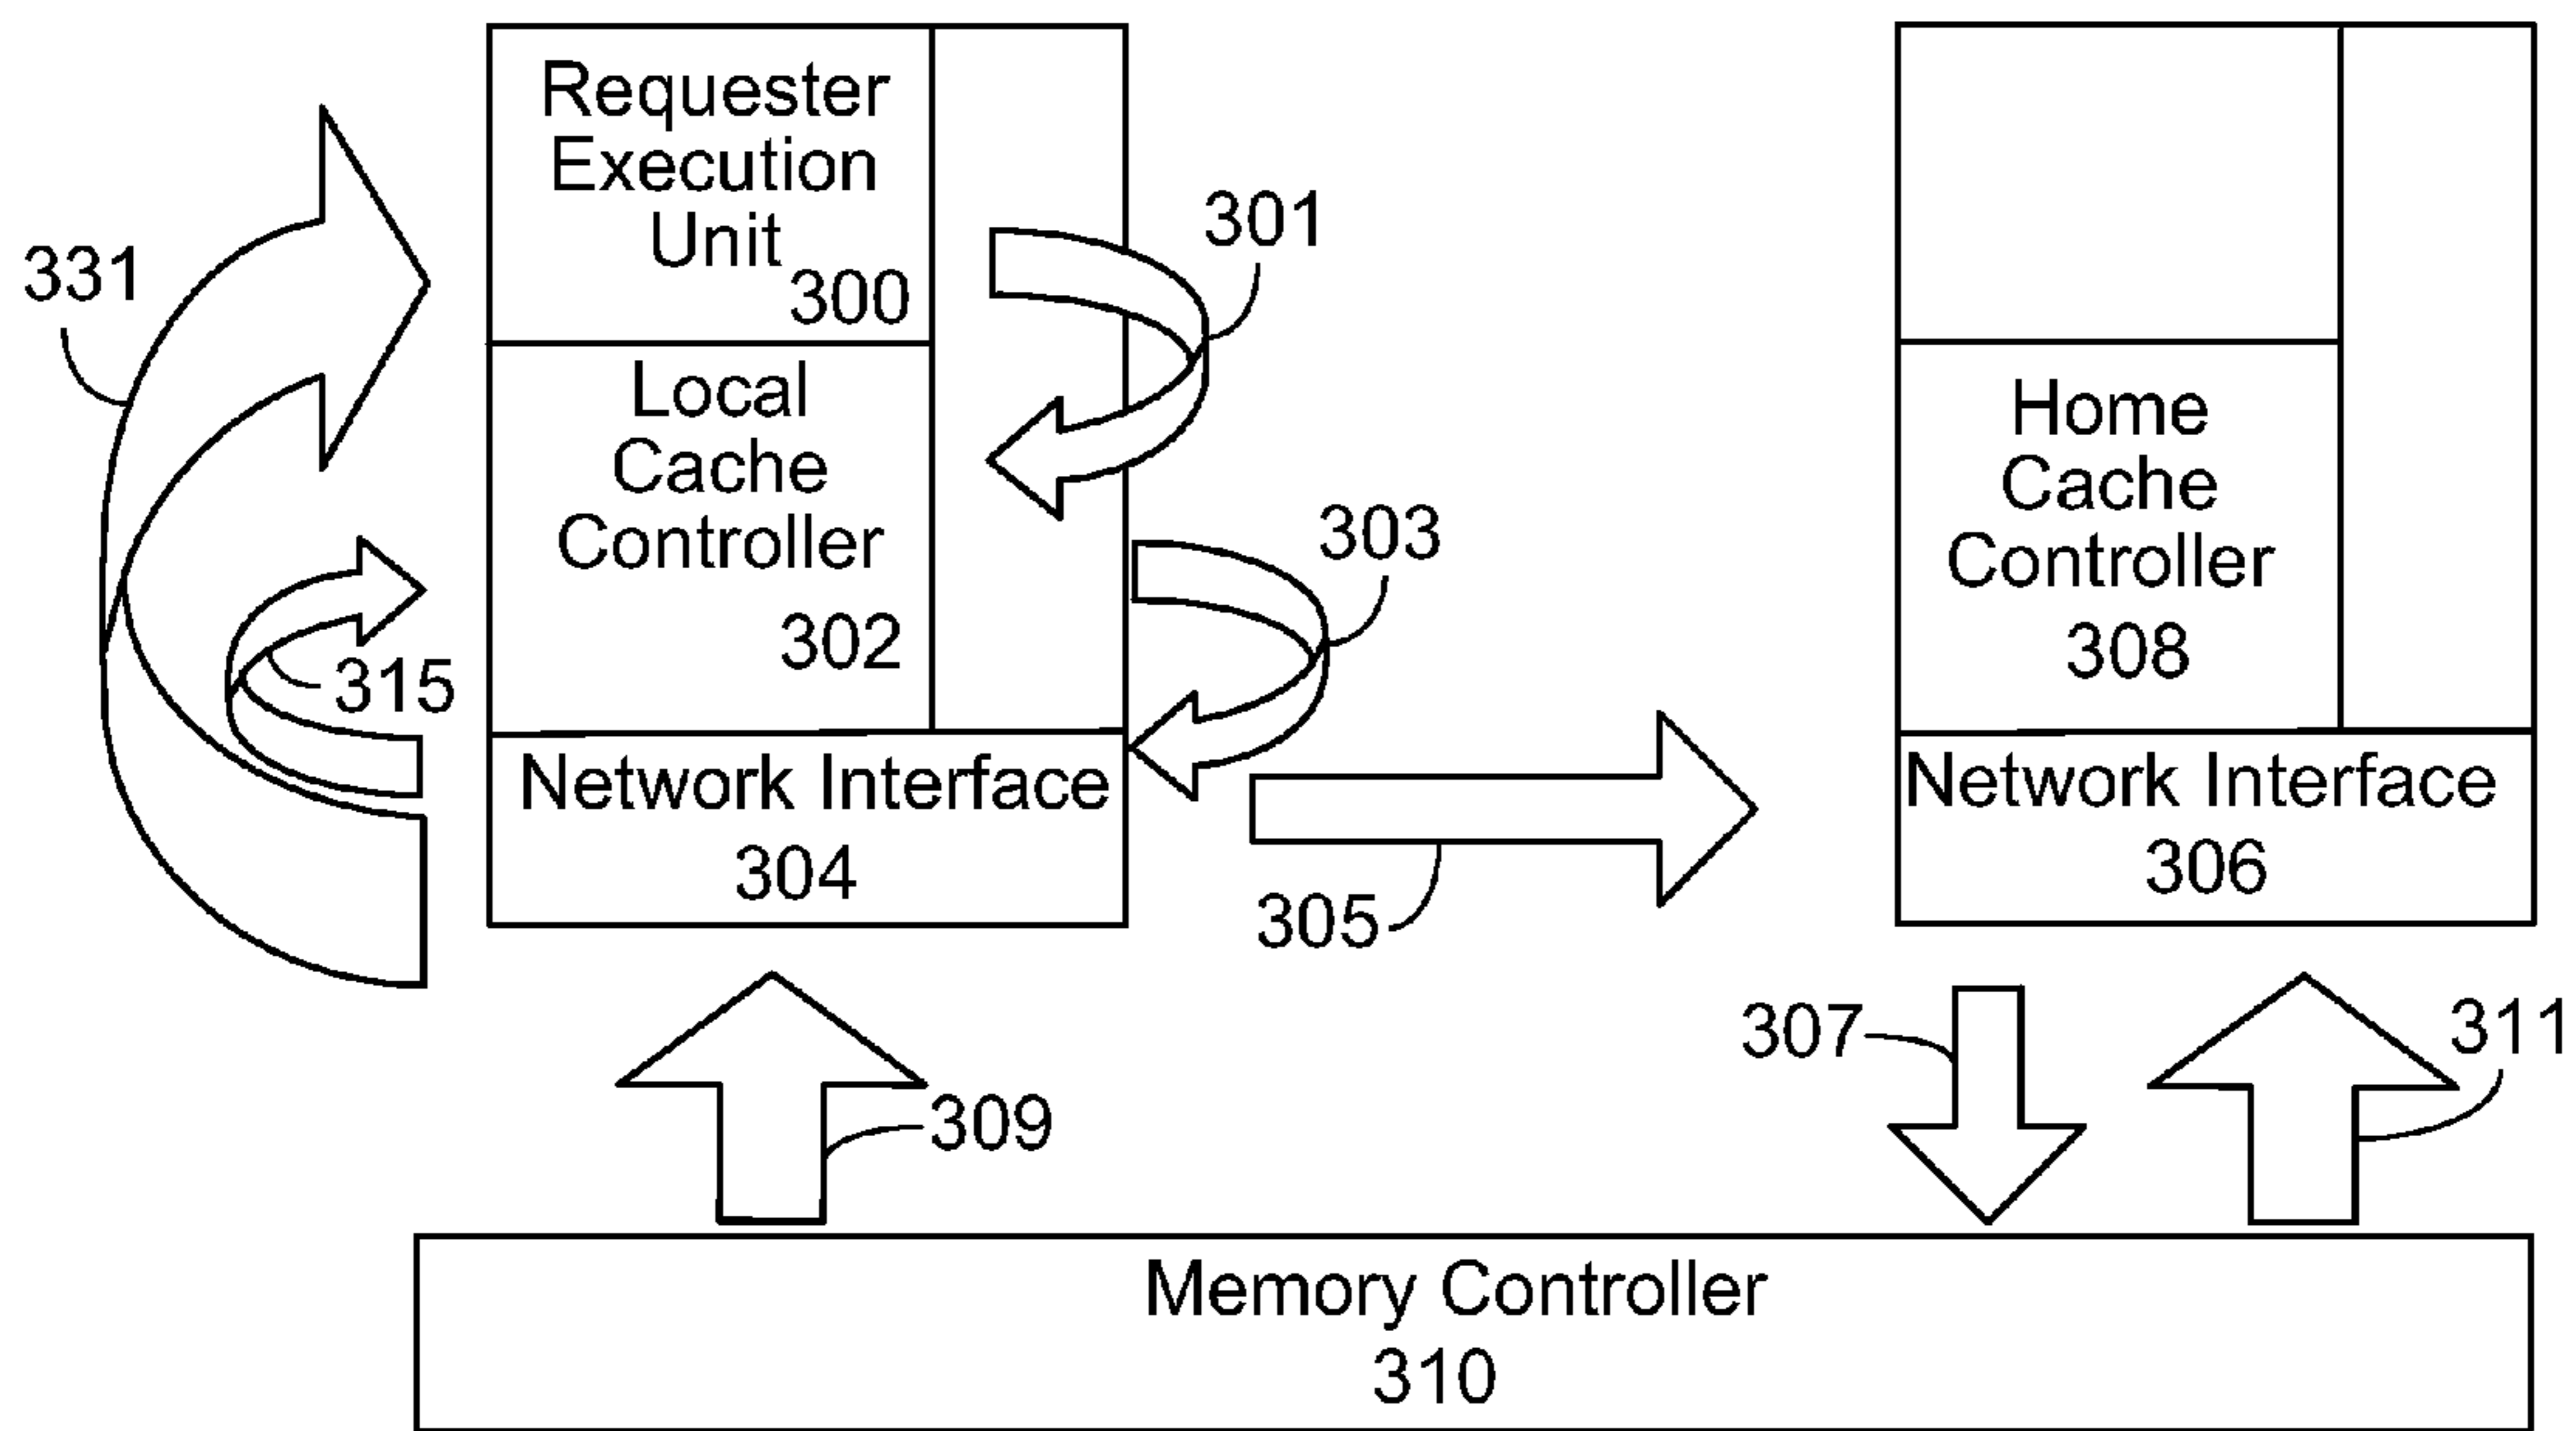 Requester
Execution
Unit
300
Local
Cache
Controller
302
Network Interface
304
331
315
301
303
305
Home
Cache
Controller
308
Network Interface
306
309
307
311
Memory Controller
310